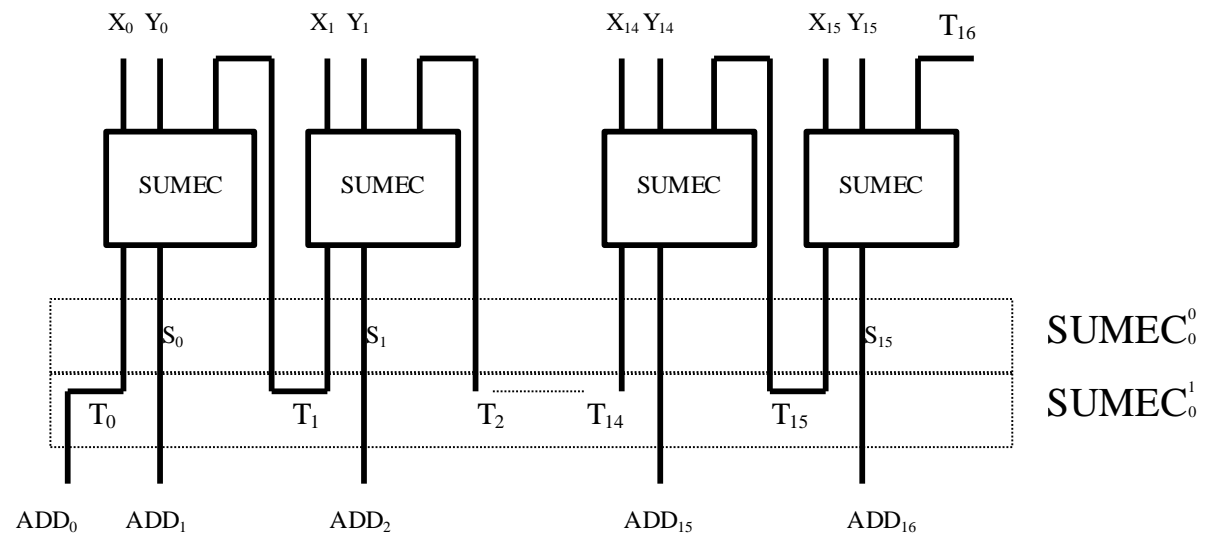 X₀ Y₀ X₁ Y₁ X₁₄ Y₁₄ X₁₅ Y₁₅ T₁₆
SUMEC SUMEC SUMEC SUMEC
S₀ S₁ S₁₅ SUMEC₀⁰
T₀ T₁ T₂ T₁₄ T₁₅ SUMEC₀¹
ADD₀ ADD₁ ADD₂ ADD₁₅ ADD₁₆